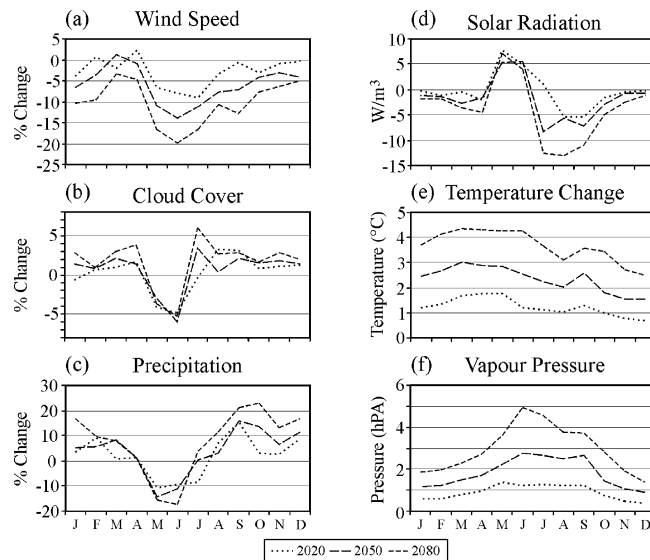 (a) Wind Speed
% Change
10
5
0
-5
-10
-15
-20
-25
(b) Cloud Cover
% Change
5
0
-5
(c) Precipitation
% Change
30
20
10
0
-10
-20
J F M A M J J A S O N D
(d) Solar Radiation
W/m³
10
5
0
-5
-10
-15
(e) Temperature Change
Temperature (°C)
5
4
3
2
1
0
(f) Vapour Pressure
Pressure (hPA)
6
4
2
0
J F M A M J J A S O N D
2020 2050 2080